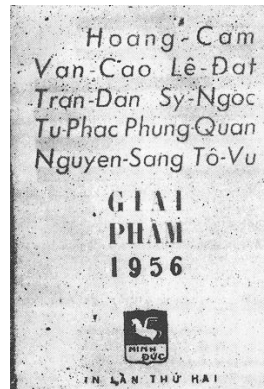 Hoang-Cam
Van-Cao Lê-Đat
Tran-Dan Sy-Ngoc
Tu-Phac Phung-Quan
Nguyen-Sang Tô-Vu
GIAI
PHAM
1956
MINH
ĐỨC
IN LẦN THỨ HAI